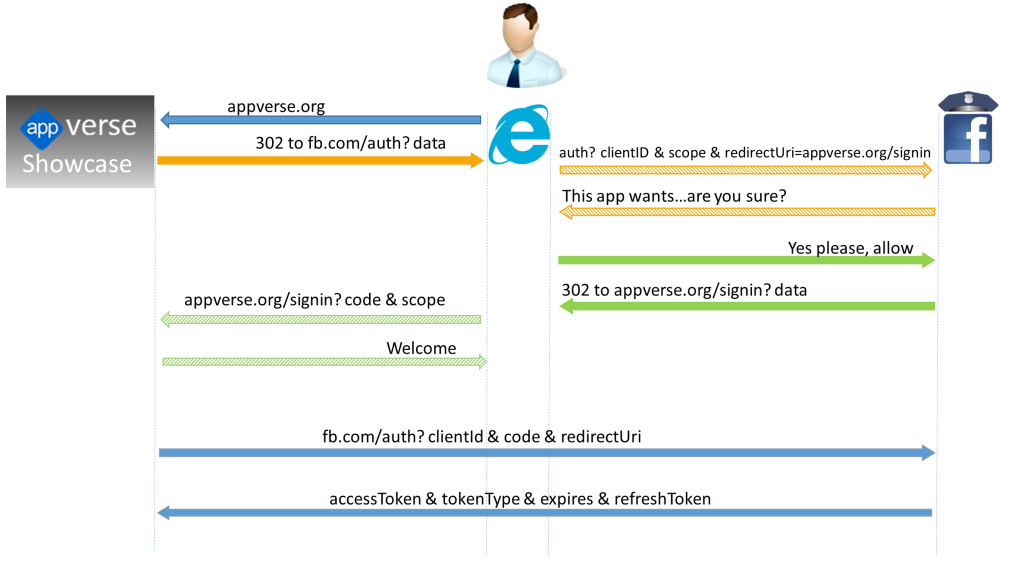 appverse.org
app verse
Showcase
302 to fb.com/auth? data
auth? clientID & scope & redirectUri=appverse.org/signin
f
This app wants...are you sure?
Yes please, allow
302 to appverse.org/signin? data
appverse.org/signin? code & scope
Welcome
fb.com/auth? clientId & code & redirectUri
accessToken & tokenType & expires & refreshToken